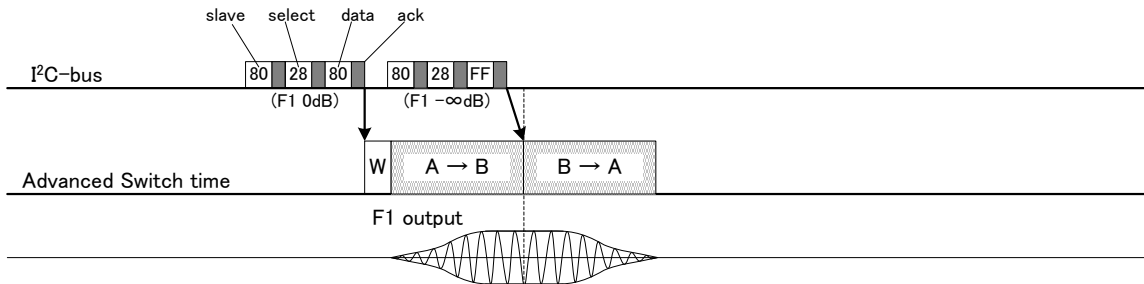 slave select data ack
I²C-bus 80 28 80 80 28 FF
(F1 0dB) (F1 −∞dB)
Advanced Switch time W A → B B → A
F1 output